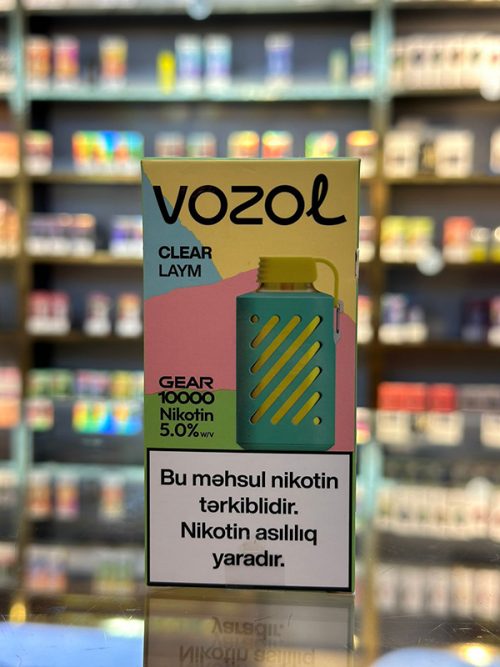 VOZOL
CLEAR
LAYM
GEAR
10000
Nikotin
5.0% w/v
Bu məhsul nikotin
tərkiblidir.
Nikotin asılılıq
yaradır.